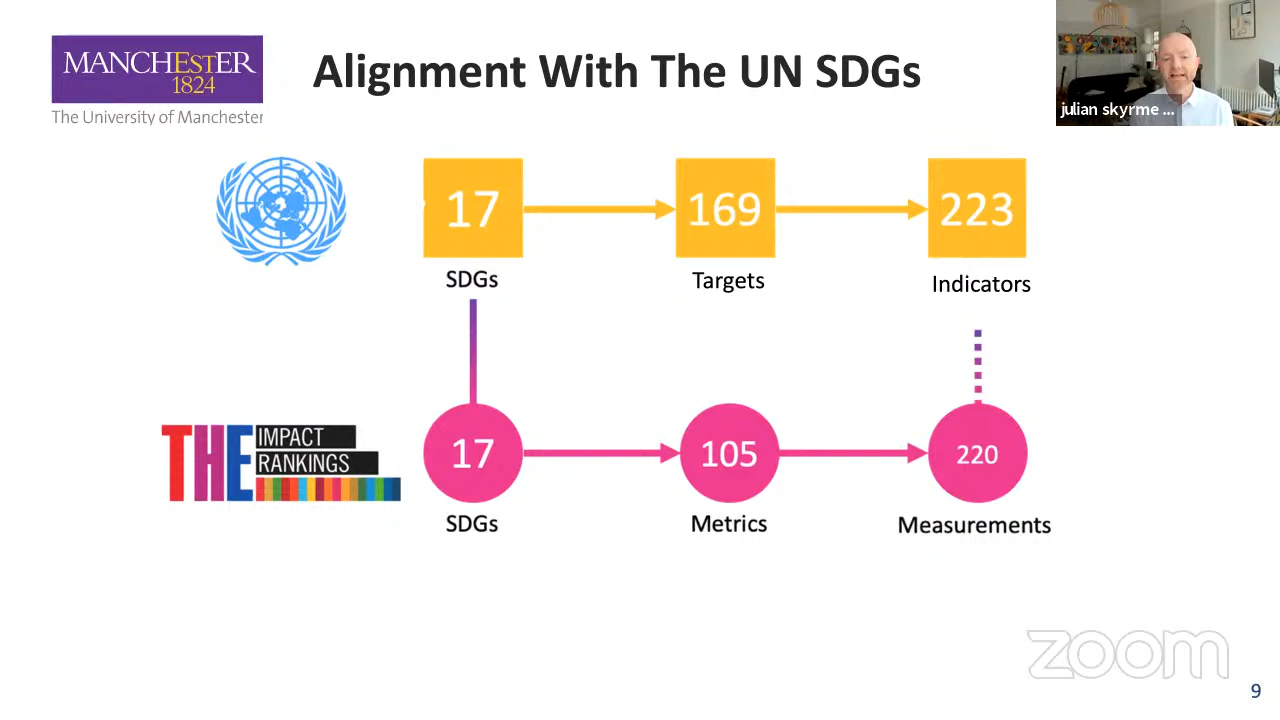 MANCHEsTER
1824
The University of Manchester
Alignment With The UN SDGs
julian skyrme ...
17
169
223
SDGs
Targets
Indicators
THE
IMPACT
RANKINGS
17
105
220
SDGs
Metrics
Measurements
zoom
9